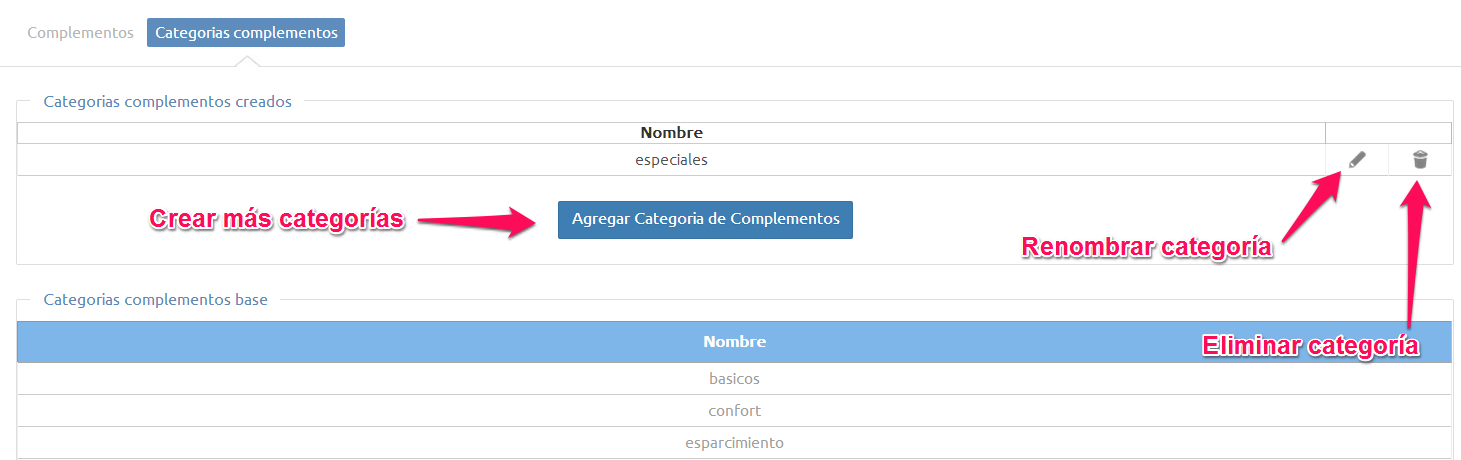 Complementos Categorias complementos
Categorias complementos creados
Nombre
especiales
Crear más categorías
Agregar Categoria de Complementos
Renombrar categoría
Categorias complementos base
Nombre
Eliminar categoría
basicos
confort
esparcimiento